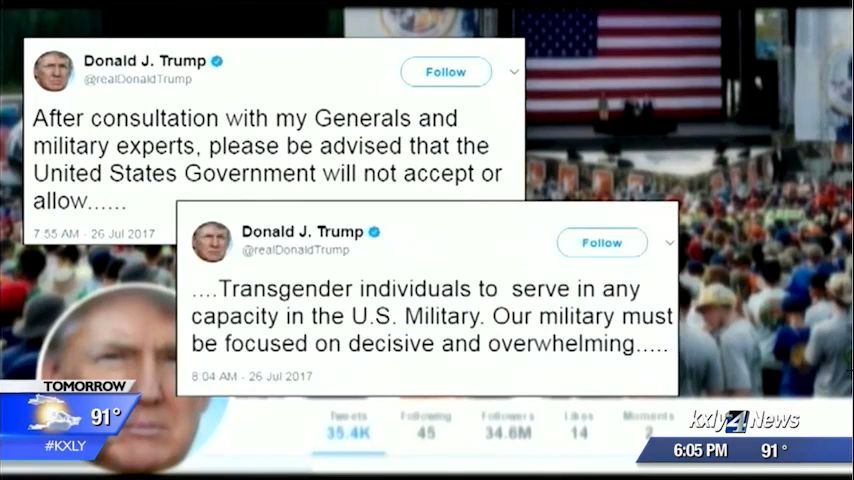 Donald J. Trump
@realDonaldTrump
Follow
After consultation with my Generals and
military experts, please be advised that the
United States Government will not accept or
allow......
7:55 AM - 26 Jul 2017
Donald J. Trump
@realDonaldTrump
Follow
....Transgender individuals to serve in any
capacity in the U.S. Military. Our military must
be focused on decisive and overwhelming.....
8:04 AM - 26 Jul 2017
Tweets Following Followers Likes Moments
35.4K 45 34.6M 14 2
TOMORROW
91°
#KXLY
kxly 4 News
6:05 PM 91°